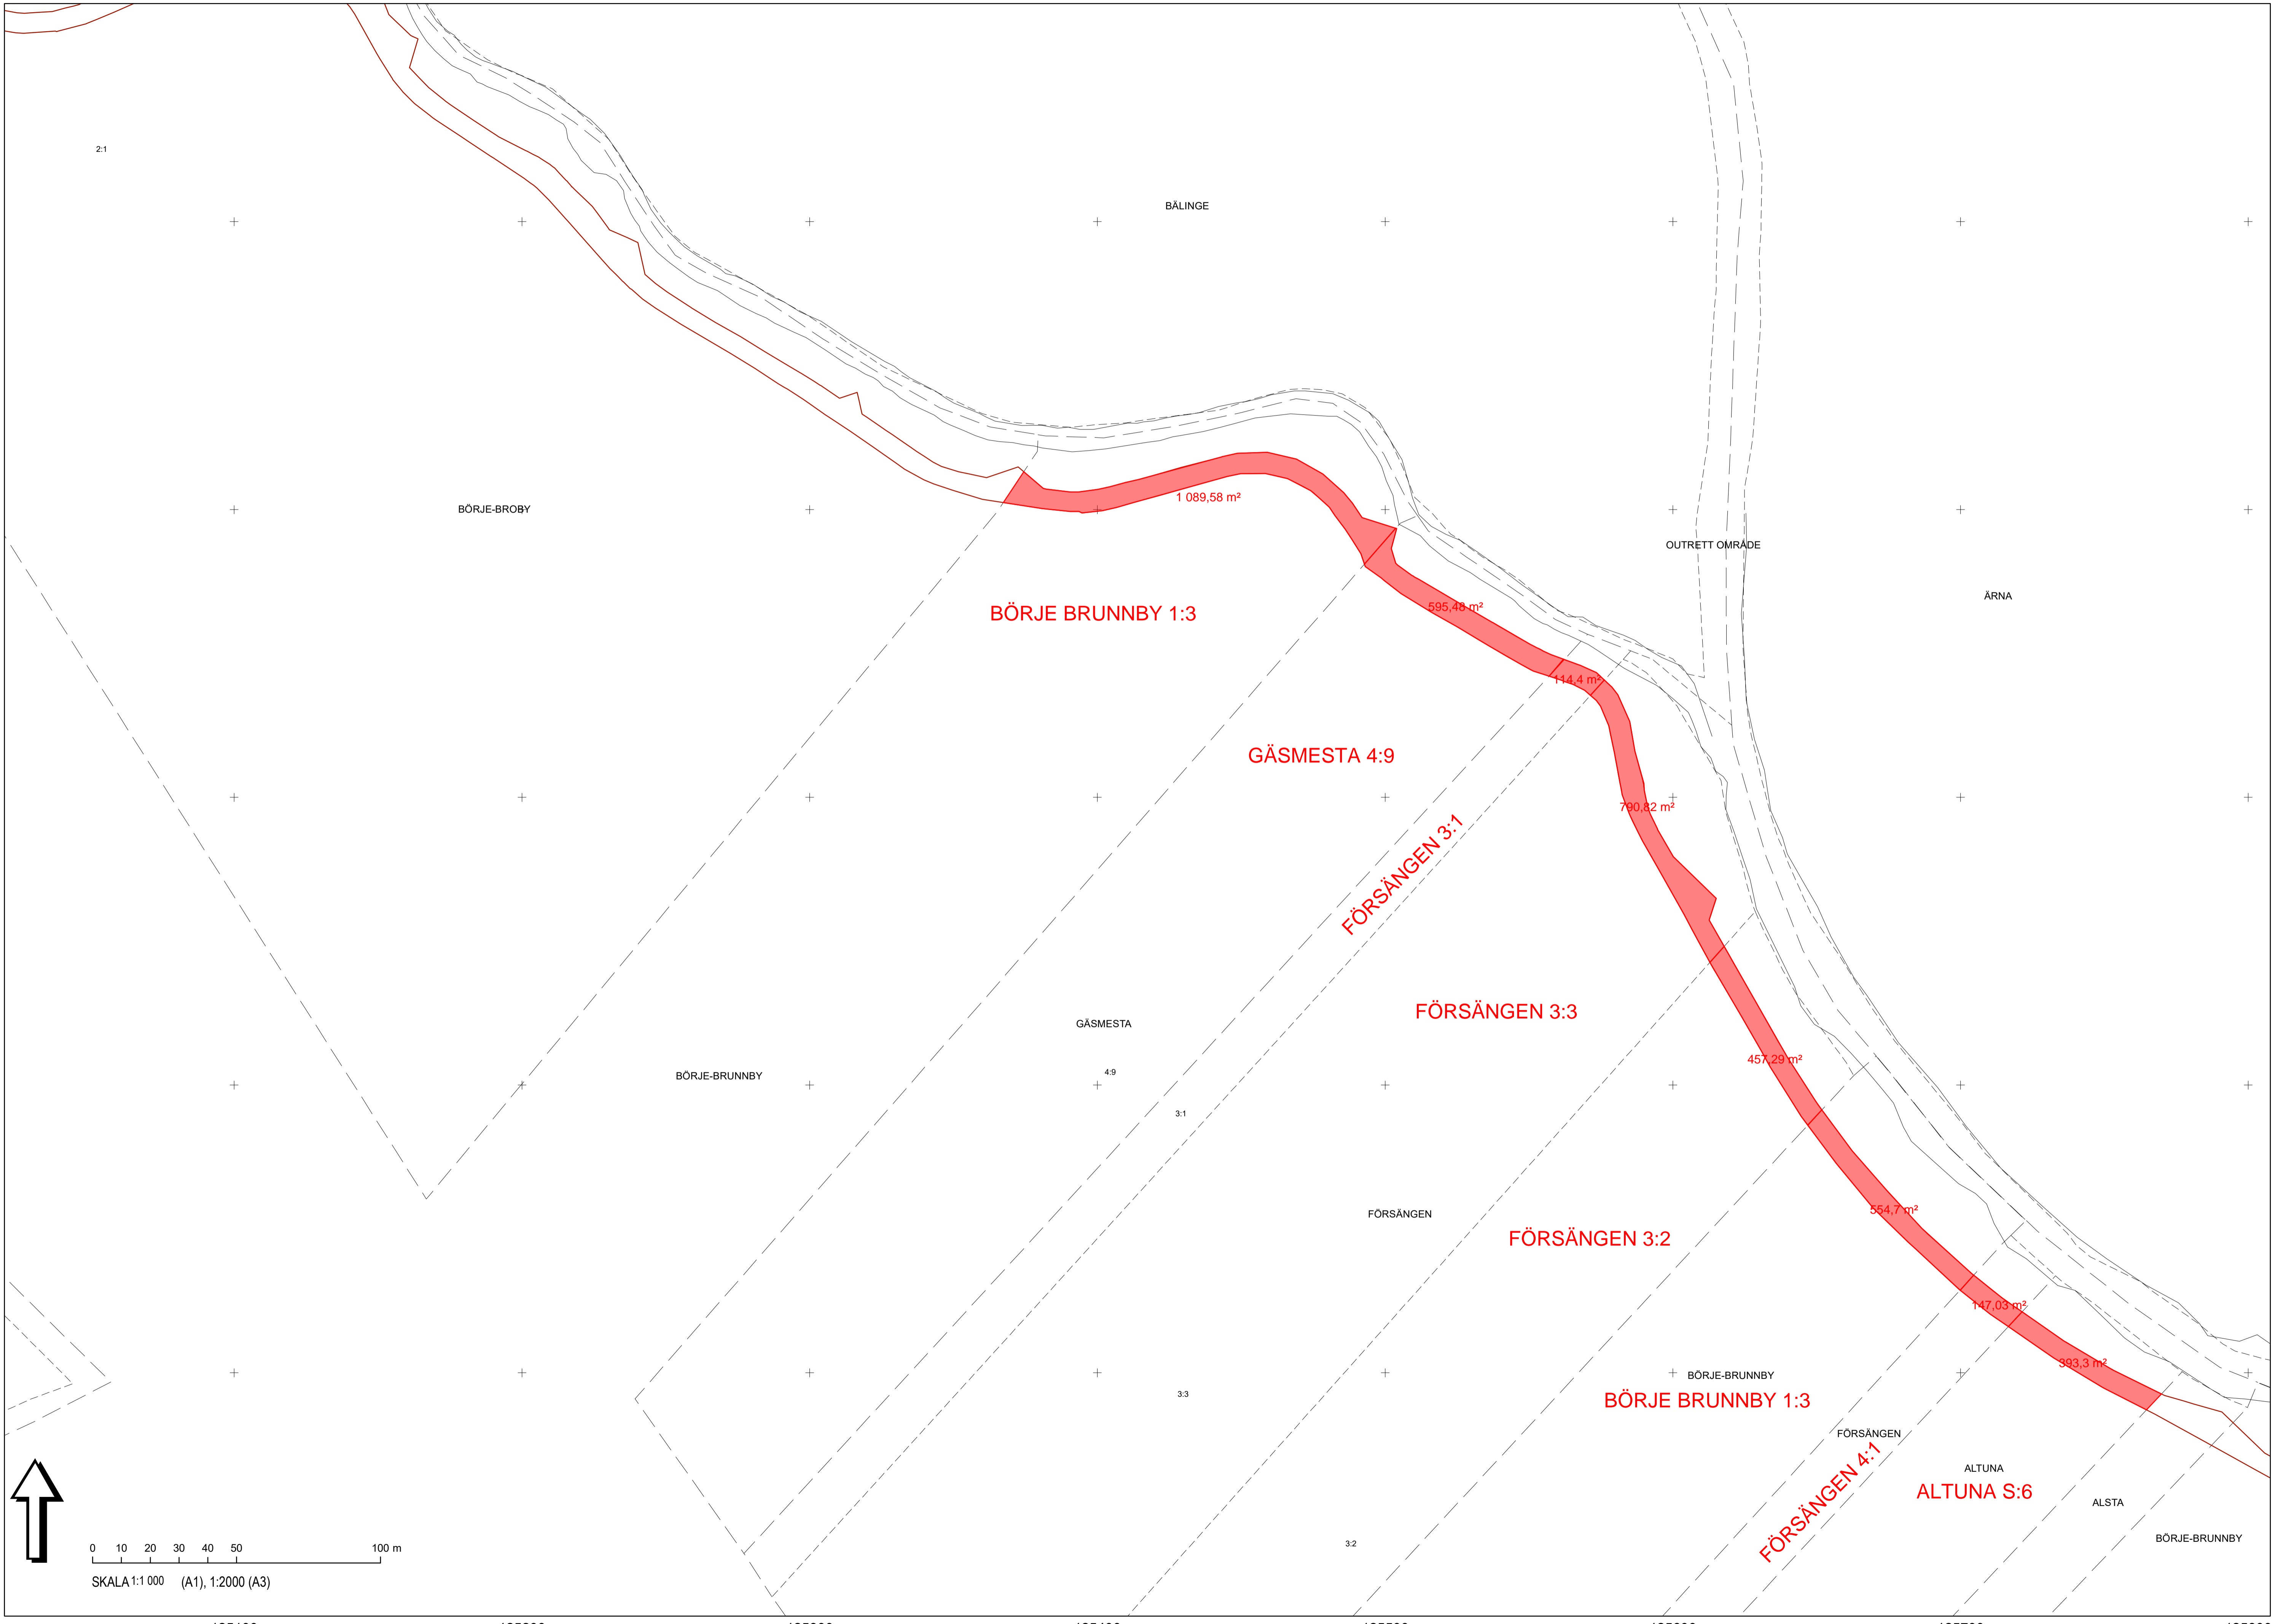 2:1
BÄLINGE
1 089,58 m²
BÖRJE-BROBY
OUTRETT OMRÅDE
ÄRNA
595,48 m²
BÖRJE BRUNNBY 1:3
114,4 m²
GÄSMESTA 4:9
790,82 m²
FÖRSÄNGEN 3:1
FÖRSÄNGEN 3:3
GÄSMESTA
457,29 m²
4:9
BÖRJE-BRUNNBY
3:1
554,7 m²
FÖRSÄNGEN
FÖRSÄNGEN 3:2
147,03 m²
393,3 m²
BÖRJE-BRUNNBY
3:3
BÖRJE BRUNNBY 1:3
FÖRSÄNGEN
FÖRSÄNGEN 4:1
ALTUNA
ALTUNA S:6
ALSTA
BÖRJE-BRUNNBY
3:2
0 10 20 30 40 50 100 m
SKALA 1:1 000 (A1), 1:2000 (A3)